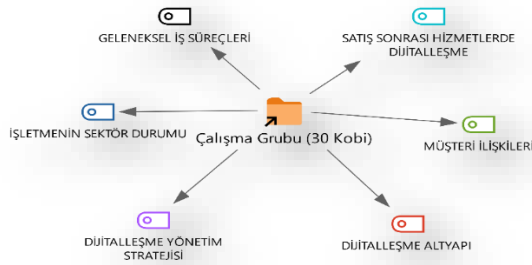 GELENEKSEL İŞ SÜREÇLERİ
SATIŞ SONRASI HİZMETLERDE
DİJİTALLEŞME
İŞLETMENİN SEKTÖR DURUMU
Çalışma Grubu (30 Kobi)
MÜŞTERİ İLİŞKİLERİ
DİJİTALLEŞME YÖNETİM
STRATEJİSİ
DİJİTALLEŞME ALTYAPI